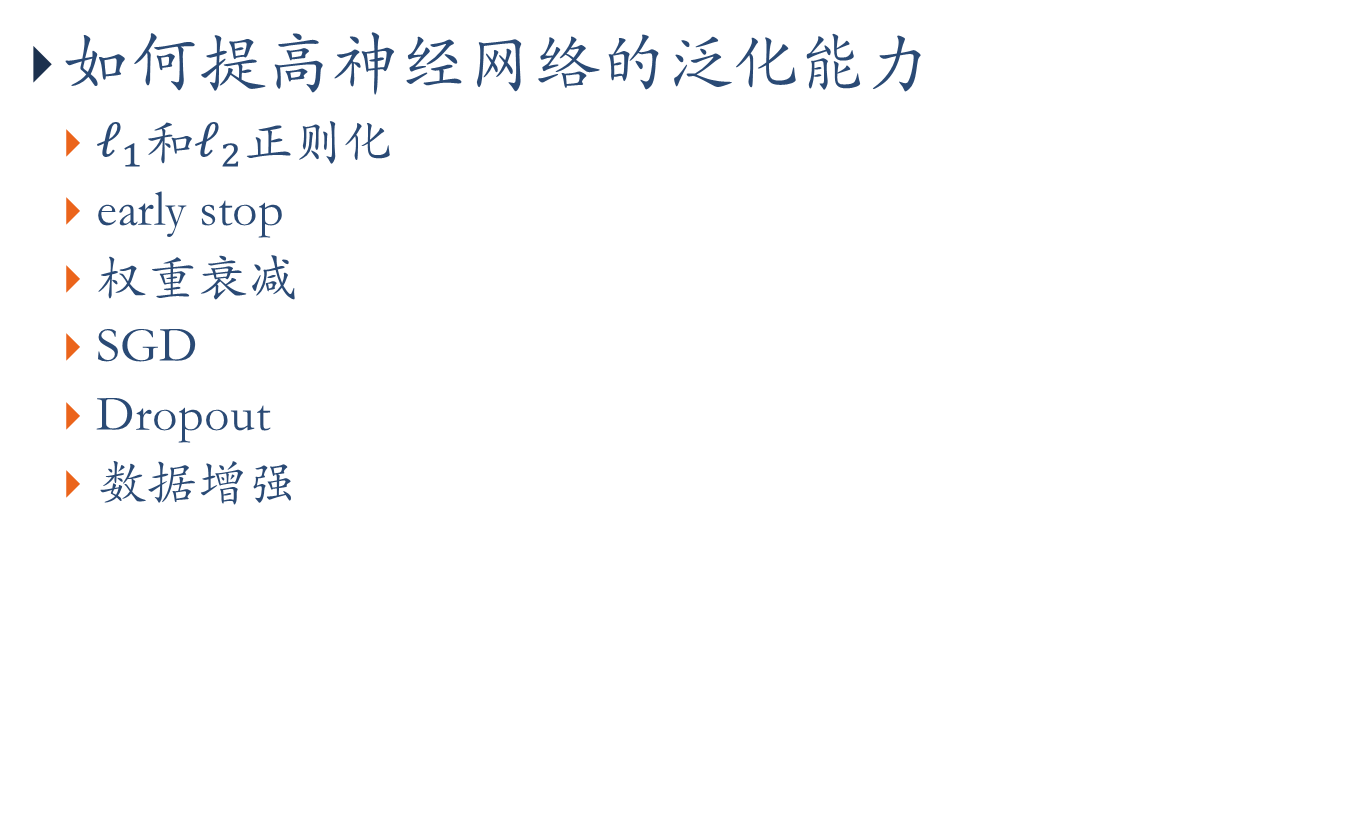 如何提高神经网络的泛化能力
ℓ₁和ℓ₂正则化
early stop
权重衰减
SGD
Dropout
数据增强